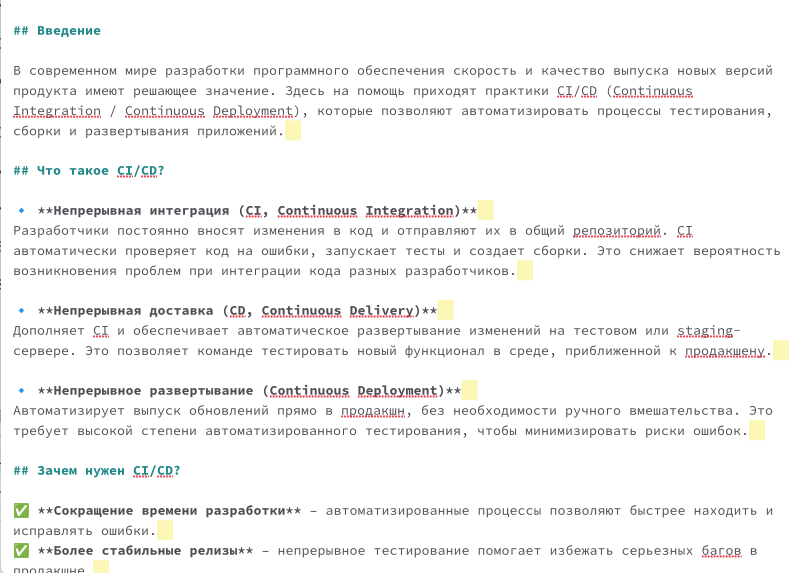 ## Введение
В современном мире разработки программного обеспечения скорость и качество выпуска новых версий
продукта имеют решающее значение. Здесь на помощь приходят практики CI/CD (Continuous
Integration / Continuous Deployment), которые позволяют автоматизировать процессы тестирования,
сборки и развертывания приложений.
## Что такое CI/CD?
🔹 **Непрерывная интеграция (CI, Continuous Integration)**
Разработчики постоянно вносят изменения в код и отправляют их в общий репозиторий. CI
автоматически проверяет код на ошибки, запускает тесты и создает сборки. Это снижает вероятность
возникновения проблем при интеграции кода разных разработчиков.
🔹 **Непрерывная доставка (CD, Continuous Delivery)**
Дополняет CI и обеспечивает автоматическое развертывание изменений на тестовом или staging-
сервере. Это позволяет команде тестировать новый функционал в среде, приближенной к продакшену.
🔹 **Непрерывное развертывание (Continuous Deployment)**
Автоматизирует выпуск обновлений прямо в продакшн, без необходимости ручного вмешательства. Это
требует высокой степени автоматизированного тестирования, чтобы минимизировать риски ошибок.
## Зачем нужен CI/CD?
✅ **Сокращение времени разработки** – автоматизированные процессы позволяют быстрее находить и
исправлять ошибки.
✅ **Более стабильные релизы** – непрерывное тестирование помогает избежать серьезных багов в
продакшне.